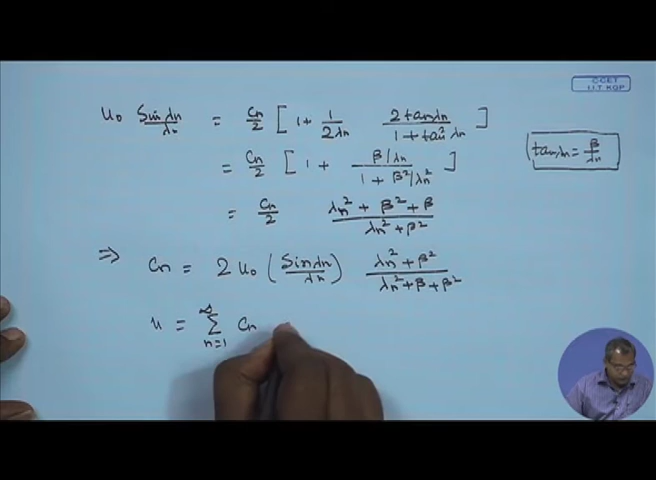 CCET
I.I.T KGP
u₀ Sin λn / λn = Cn/2 [ 1 + 1/2λn 2 tan λn / 1 + tan² λn ]
tan λn = β / λn
= Cn/2 [ 1 + β/λn / 1 + β²/λn² ]
= Cn/2 λn² + β² + β / λn² + β²
⇒ Cn = 2 u₀ ( Sin λn / λn ) λn² + β² / λn² + β + β²
u = ∞ Σ n=1 Cn